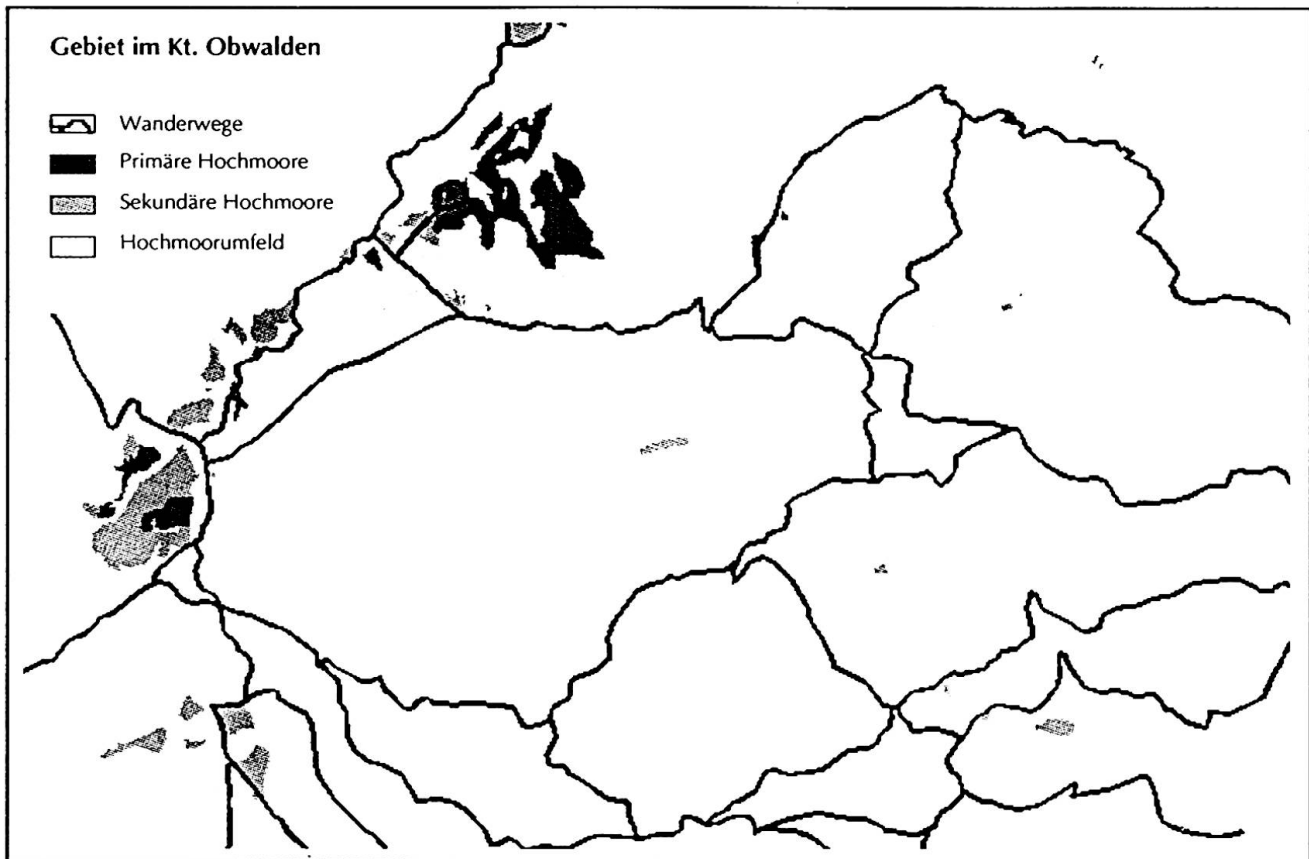 Gebiet im Kt. Obwalden
Wanderwege
Primäre Hochmoore
Sekundäre Hochmoore
Hochmoorumfeld